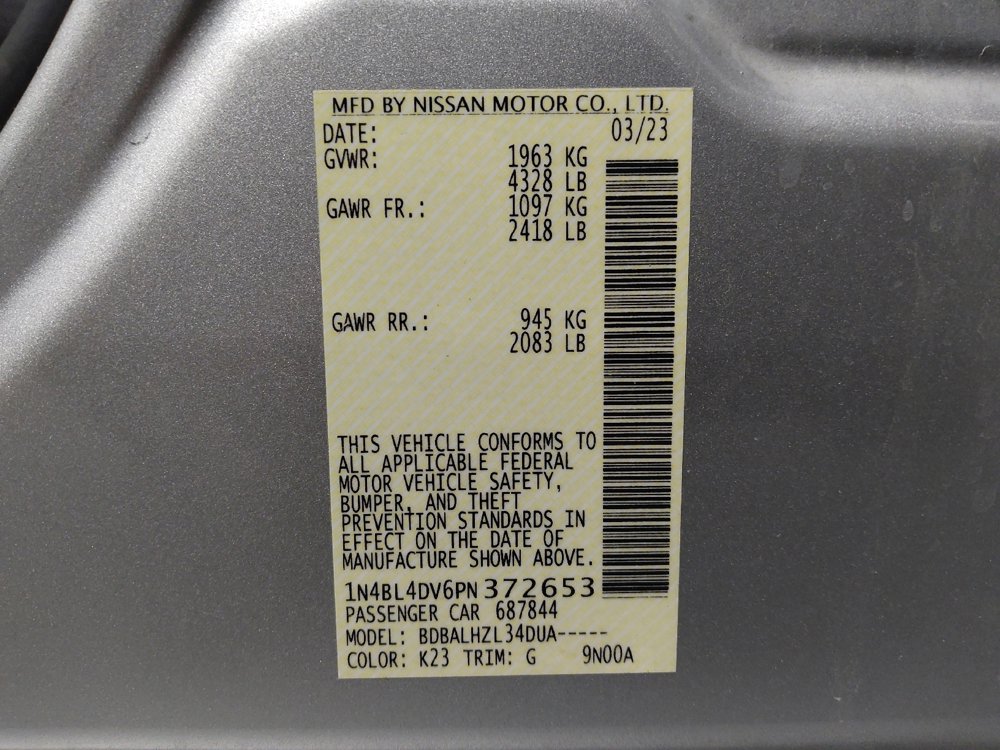 MFD BY NISSAN MOTOR CO., LTD.
DATE: 03/23
GVWR: 1963 KG
4328 LB
GAWR FR.: 1097 KG
2418 LB
GAWR RR.: 945 KG
2083 LB
THIS VEHICLE CONFORMS TO
ALL APPLICABLE FEDERAL
MOTOR VEHICLE SAFETY,
BUMPER, AND THEFT
PREVENTION STANDARDS IN
EFFECT ON THE DATE OF
MANUFACTURE SHOWN ABOVE.
1N4BL4DV6PN372653
PASSENGER CAR 687844
MODEL: BDBALHZL34DUA-----
COLOR: K23 TRIM: G 9N00A